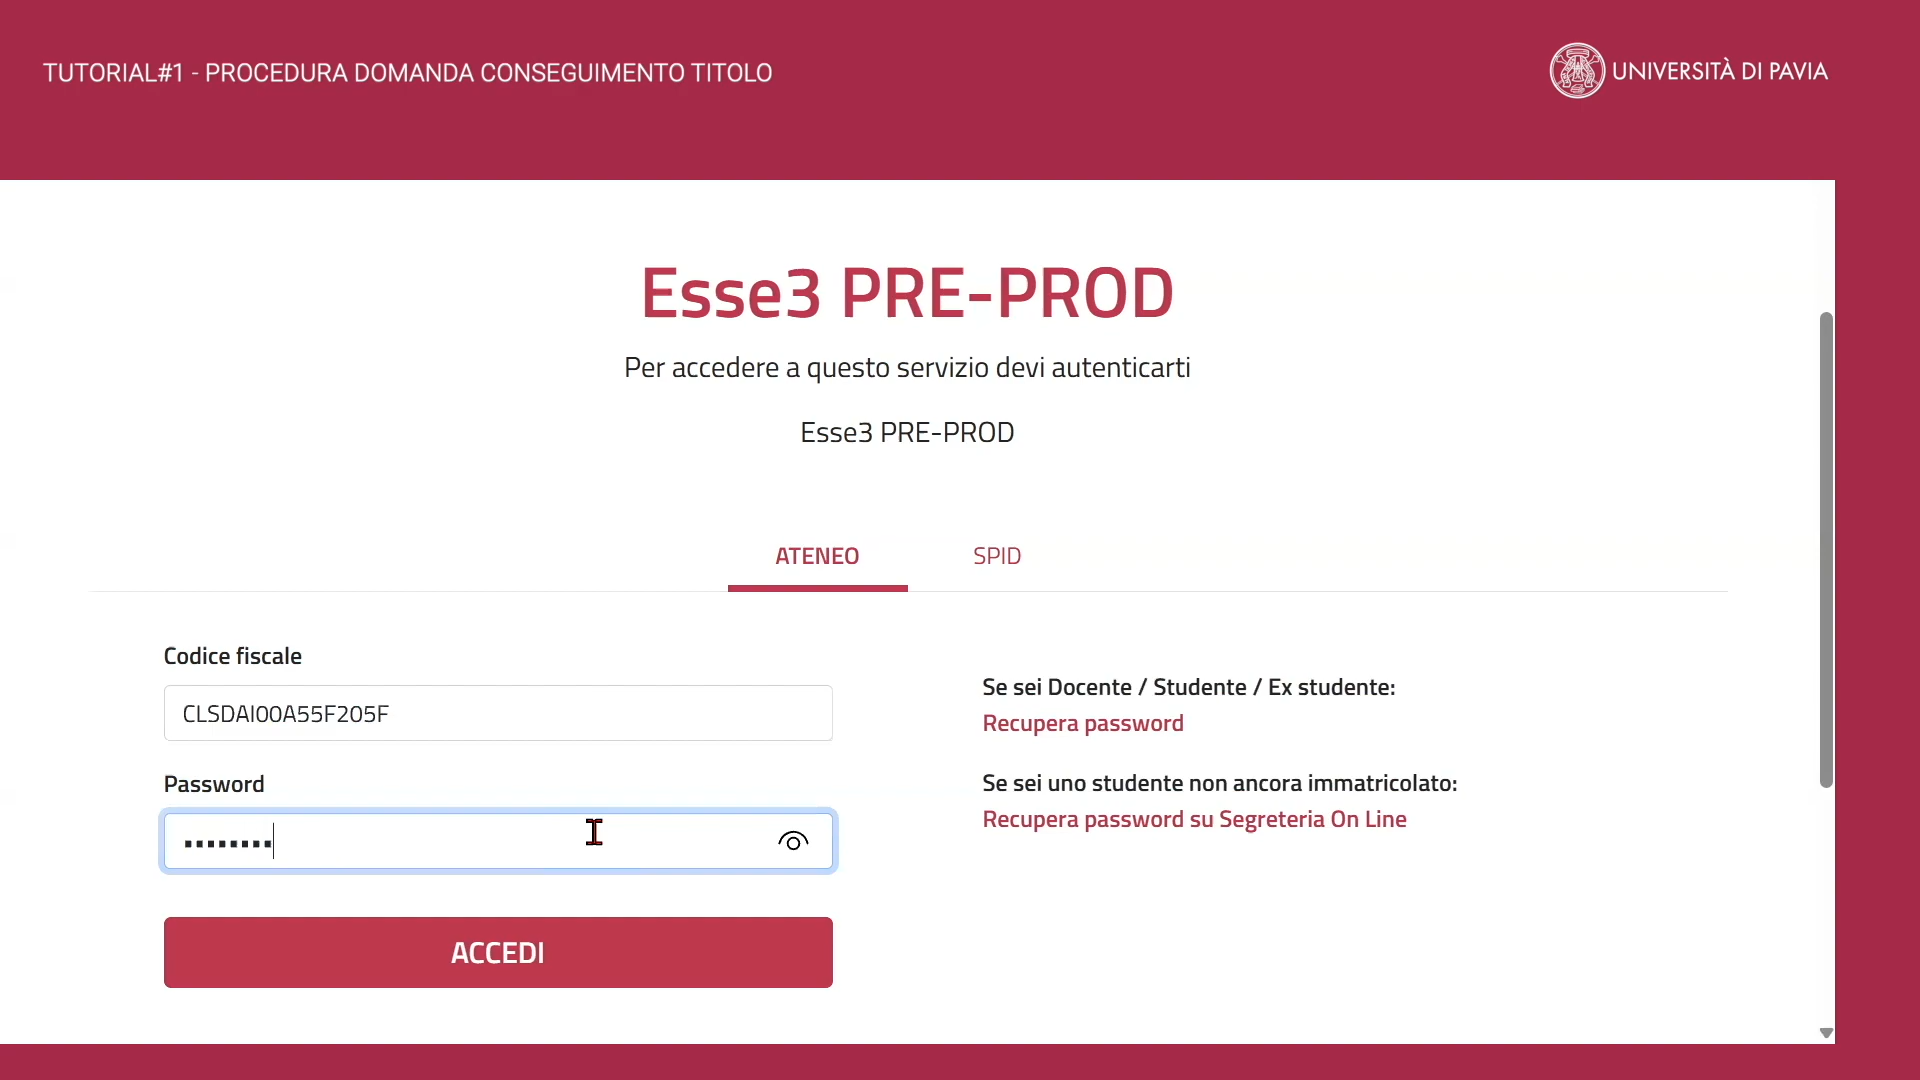 TUTORIAL#1 - PROCEDURA DOMANDA CONSEGUIMENTO TITOLO
UNIVERSITÀ DI PAVIA
Esse3 PRE-PROD
Per accedere a questo servizio devi autenticarti
Esse3 PRE-PROD
ATENEO
SPID
Codice fiscale
CLSDAI00A55F205F
Password
ACCEDI
Se sei Docente / Studente / Ex studente:
Recupera password
Se sei uno studente non ancora immatricolato:
Recupera password su Segreteria On Line